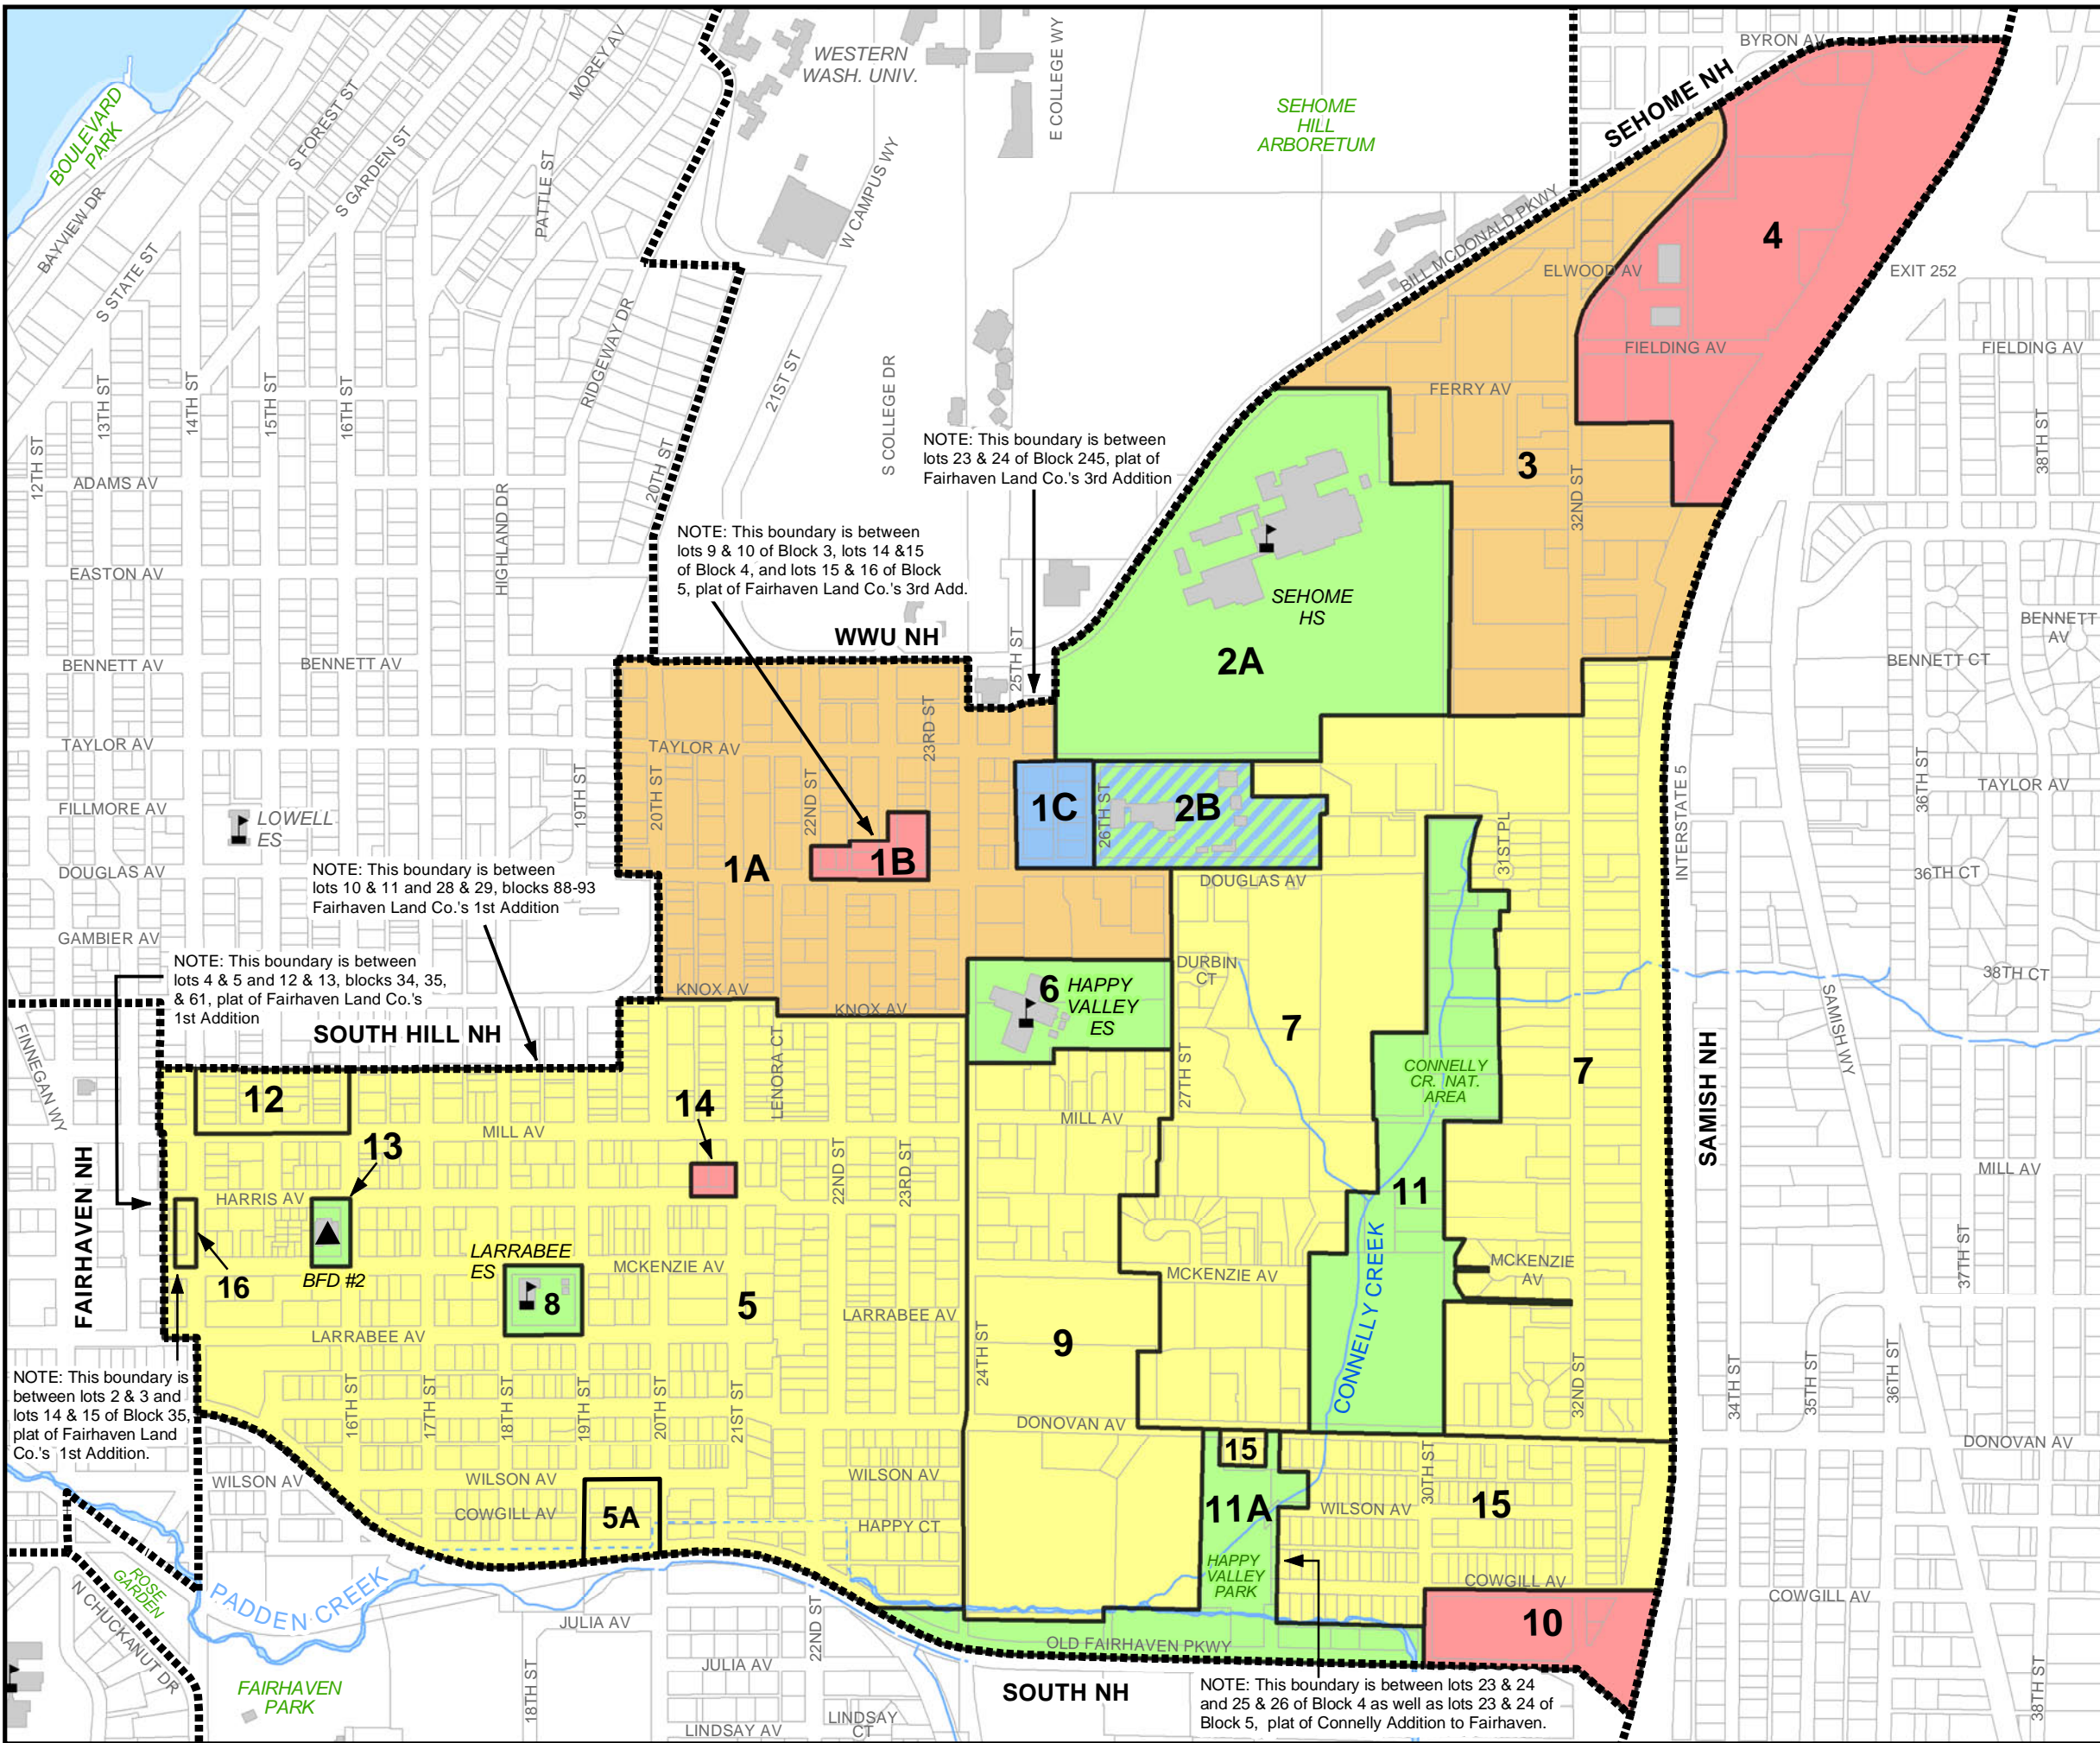 BYRON AV
SEHOME NH
WESTERN
WASH. UNIV.
E COLLEGE WY
SEHOME
HILL
ARBORETUM
BOULEVARD
PARK
MOREY AV
S FOREST ST
S GARDEN ST
PATTLE ST
W CAMPUS WY
BAYVIEW DR
S STATE ST
RIDGEWAY DR
BILL MCDONALD PKWY
4
ELWOOD AV
EXIT 252
FIELDING AV
FIELDING AV
FERRY AV
12TH ST
13TH ST
14TH ST
15TH ST
16TH ST
21ST ST
S COLLEGE DR
20TH ST
HIGHLAND DR
38TH ST
NOTE: This boundary is between
lots 23 & 24 of Block 245, plat of
Fairhaven Land Co.'s 3rd Addition
3
32ND ST
ADAMS AV
NOTE: This boundary is between
lots 9 & 10 of Block 3, lots 14 &15
of Block 4, and lots 15 & 16 of Block
5, plat of Fairhaven Land Co.'s 3rd Add.
EASTON AV
SEHOME
HS
WWU NH
25TH ST
2A
BENNETT
AV
BENNETT AV
BENNETT AV
BENNETT CT
TAYLOR AV
TAYLOR AV
23RD ST
TAYLOR AV
19TH ST
20TH ST
22ND ST
26TH ST
INTERSTATE 5
36TH ST
FILLMORE AV
LOWELL
ES
1C
2B
31ST PL
1A
1B
DOUGLAS AV
DOUGLAS AV
36TH CT
NOTE: This boundary is between
lots 10 & 11 and 28 & 29, blocks 88-93
Fairhaven Land Co.'s 1st Addition
GAMBIER AV
NOTE: This boundary is between
lots 4 & 5 and 12 & 13, blocks 34, 35,
& 61, plat of Fairhaven Land Co.'s
1st Addition
DURBIN
CT
38TH CT
KNOX AV
KNOX AV
6
HAPPY
VALLEY
ES
7
SAMISH WY
SOUTH HILL NH
FINNEGAN WY
LENORA CT
27TH ST
CONNELLY
CR. NAT.
AREA
7
SAMISH NH
12
14
MILL AV
MILL AV
13
MILL AV
FAIRHAVEN NH
HARRIS AV
22ND ST
23RD ST
11
37TH ST
16
BFD #2
LARRABEE
ES
8
MCKENZIE AV
MCKENZIE AV
MCKENZIE
AV
5
CONNELLY CREEK
LARRABEE AV
LARRABEE AV
24TH ST
9
NOTE: This boundary is
between lots 2 & 3 and
lots 14 & 15 of Block 35,
plat of Fairhaven Land
Co.'s 1st Addition.
16TH ST
17TH ST
18TH ST
19TH ST
20TH ST
21ST ST
32ND ST
34TH ST
35TH ST
36TH ST
DONOVAN AV
DONOVAN AV
15
30TH ST
WILSON AV
WILSON AV
WILSON AV
WILSON AV
COWGILL AV
5A
HAPPY CT
11A
15
HAPPY
VALLEY
PARK
COWGILL AV
COWGILL AV
ROSE
GARDEN
PADDEN CREEK
N CHUCKANUT DR
JULIA AV
22ND ST
10
OLD FAIRHAVEN PKWY
JULIA AV
FAIRHAVEN
PARK
18TH ST
SOUTH NH
38TH ST
NOTE: This boundary is between lots 23 & 24
and 25 & 26 of Block 4 as well as lots 23 & 24 of
Block 5, plat of Connelly Addition to Fairhaven.
LINDSAY AV
LINDSAY
CT